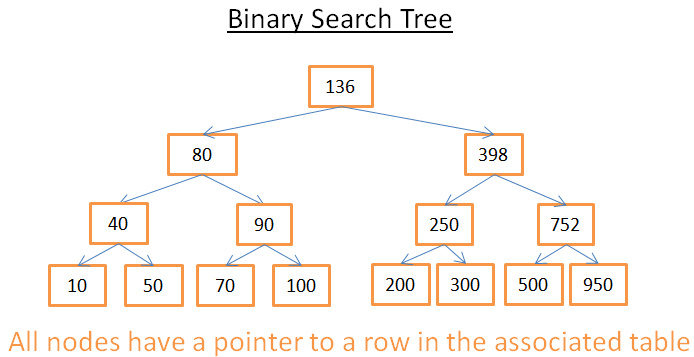 Binary Search Tree
136
80 398
40 90 250 752
10 50 70 100 200 300 500 950
All nodes have a pointer to a row in the associated table